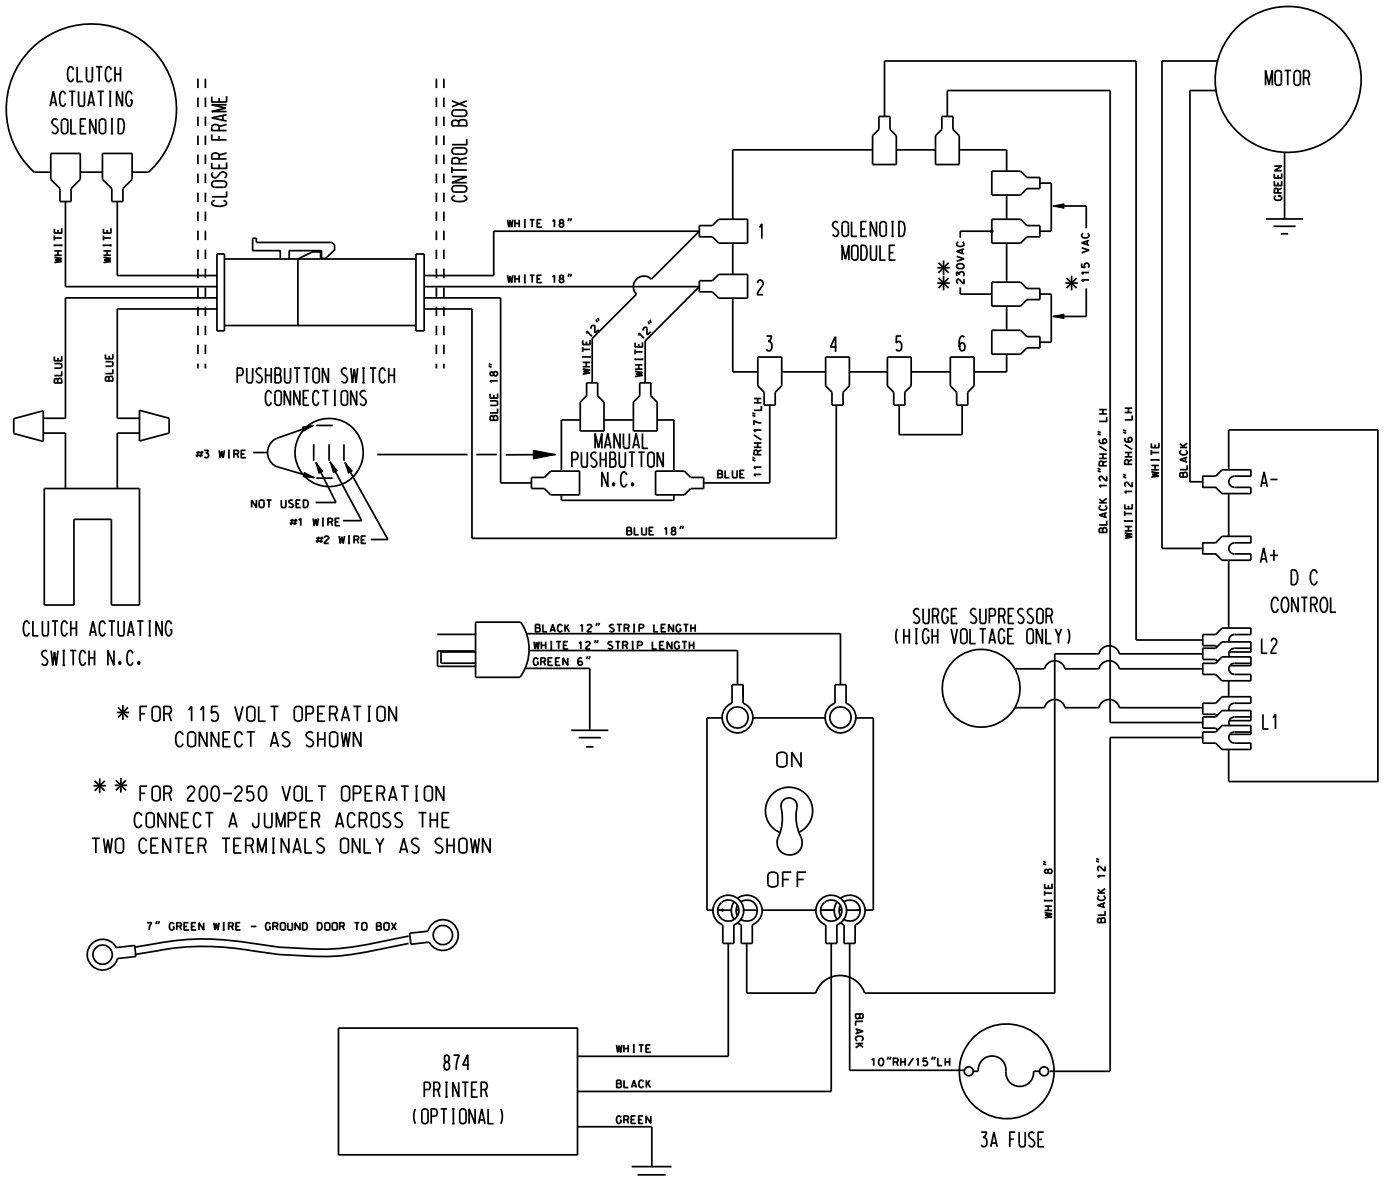 CLUTCH
ACTUATING
SOLENOID
WHITE
WHITE
CLOSER FRAME
CONTROL BOX
BLUE
BLUE
CLUTCH ACTUATING
SWITCH N.C.
PUSHBUTTON SWITCH
CONNECTIONS
#3 WIRE
NOT USED
#1 WIRE
#2 WIRE
WHITE 18"
WHITE 18"
BLUE 18"
WHITE 12"
WHITE 12"
MANUAL
PUSHBUTTON
N.C.
BLUE
11"RH/17"LH
BLUE 18"
SOLENOID
MODULE
1
2
3
4
5
6
** 230VAC
* 115 VAC
MOTOR
GREEN
BLACK 12"RH/6" LH
WHITE 12" RH/6" LH
WHITE
BLACK
A-
A+
D C
CONTROL
L2
L1
SURGE SUPRESSOR
(HIGH VOLTAGE ONLY)
BLACK 12" STRIP LENGTH
WHITE 12" STRIP LENGTH
GREEN 6"
* FOR 115 VOLT OPERATION
CONNECT AS SHOWN
** FOR 200-250 VOLT OPERATION
CONNECT A JUMPER ACROSS THE
TWO CENTER TERMINALS ONLY AS SHOWN
ON
OFF
WHITE 8"
BLACK 12"
7" GREEN WIRE - GROUND DOOR TO BOX
874
PRINTER
(OPTIONAL)
WHITE
BLACK
GREEN
BLACK
10"RH/15"LH
3A FUSE